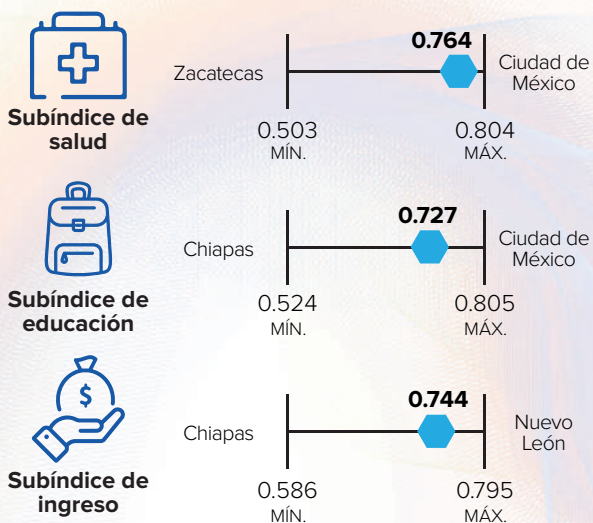 Subíndice de
salud
Zacatecas
0.764
Ciudad de
México
0.503
MÍN.
0.804
MÁX.
Subíndice de
educación
Chiapas
0.727
Ciudad de
México
0.524
MÍN.
0.805
MÁX.
$
Subíndice de
ingreso
Chiapas
0.744
Nuevo
León
0.586
MÍN.
0.795
MÁX.